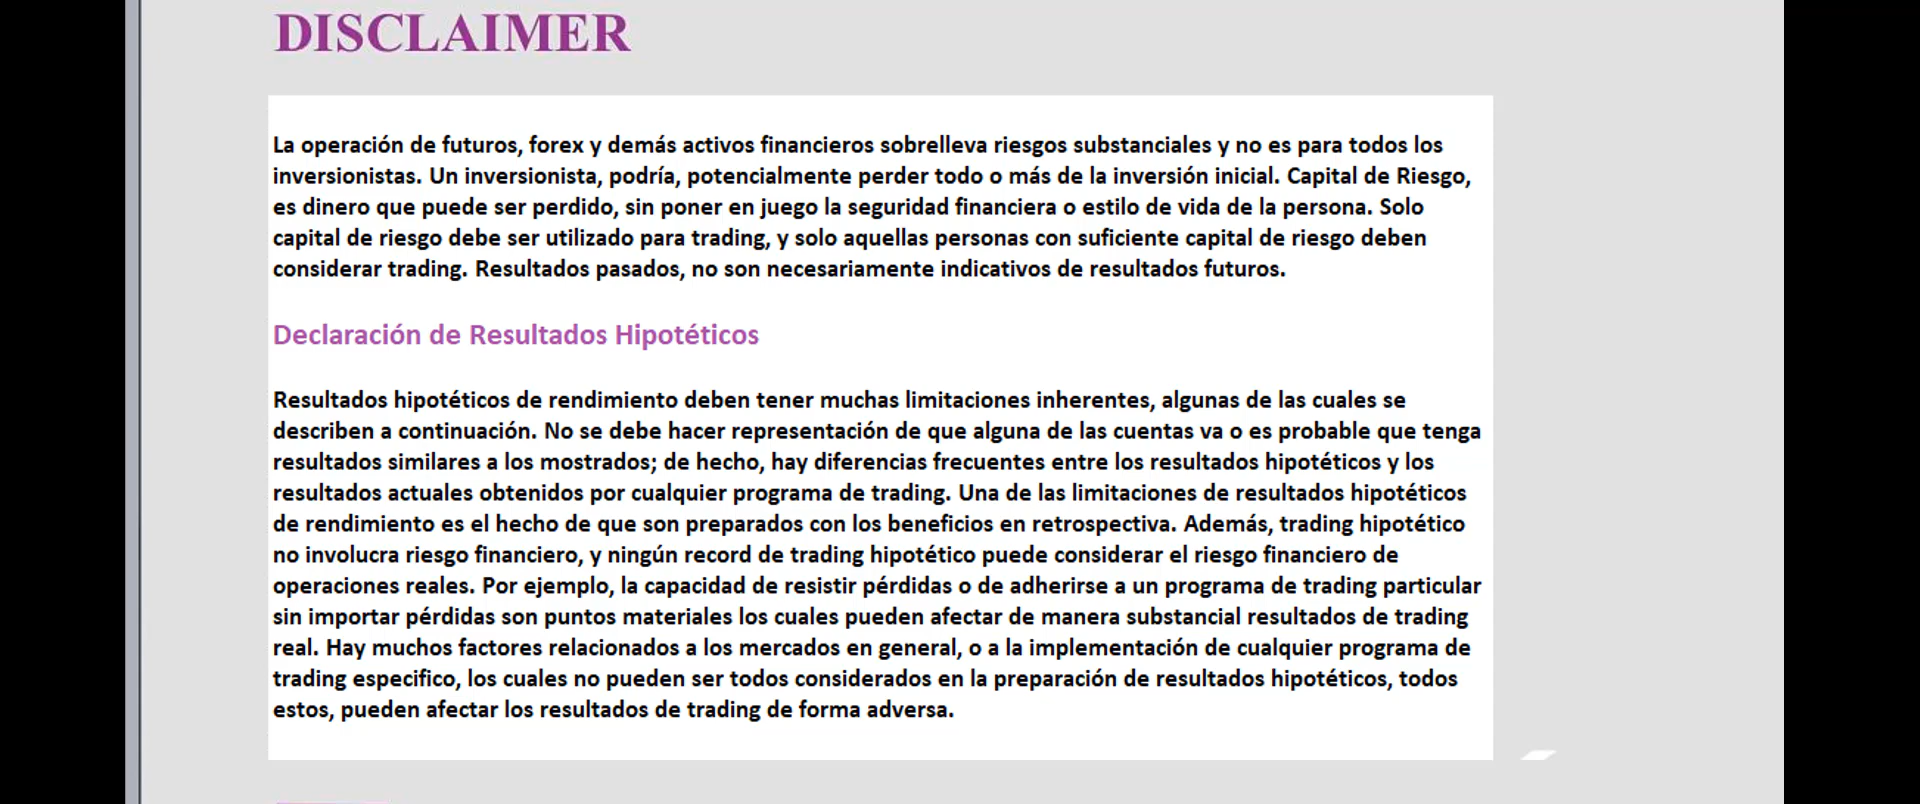 DISCLAIMER
La operación de futuros, forex y demás activos financieros sobrelleva riesgos substanciales y no es para todos los
inversionistas. Un inversionista, podría, potencialmente perder todo o más de la inversión inicial. Capital de Riesgo,
es dinero que puede ser perdido, sin poner en juego la seguridad financiera o estilo de vida de la persona. Solo
capital de riesgo debe ser utilizado para trading, y solo aquellas personas con suficiente capital de riesgo deben
considerar trading. Resultados pasados, no son necesariamente indicativos de resultados futuros.
Declaración de Resultados Hipotéticos
Resultados hipotéticos de rendimiento deben tener muchas limitaciones inherentes, algunas de las cuales se
describen a continuación. No se debe hacer representación de que alguna de las cuentas va o es probable que tenga
resultados similares a los mostrados; de hecho, hay diferencias frecuentes entre los resultados hipotéticos y los
resultados actuales obtenidos por cualquier programa de trading. Una de las limitaciones de resultados hipotéticos
de rendimiento es el hecho de que son preparados con los beneficios en retrospectiva. Además, trading hipotético
no involucra riesgo financiero, y ningún record de trading hipotético puede considerar el riesgo financiero de
operaciones reales. Por ejemplo, la capacidad de resistir pérdidas o de adherirse a un programa de trading particular
sin importar pérdidas son puntos materiales los cuales pueden afectar de manera substancial resultados de trading
real. Hay muchos factores relacionados a los mercados en general, o a la implementación de cualquier programa de
trading especifico, los cuales no pueden ser todos considerados en la preparación de resultados hipotéticos, todos
estos, pueden afectar los resultados de trading de forma adversa.